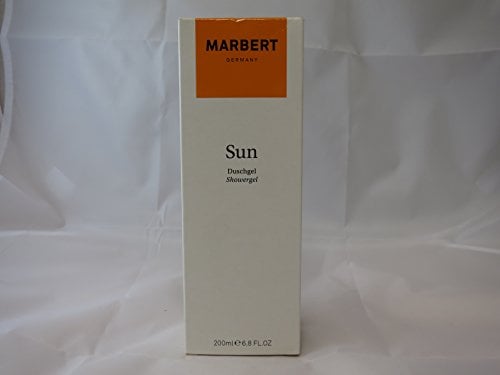 MARBERT
GERMANY
Sun
Duschgel
Showergel
200ml ℮ 6,8 FL.OZ